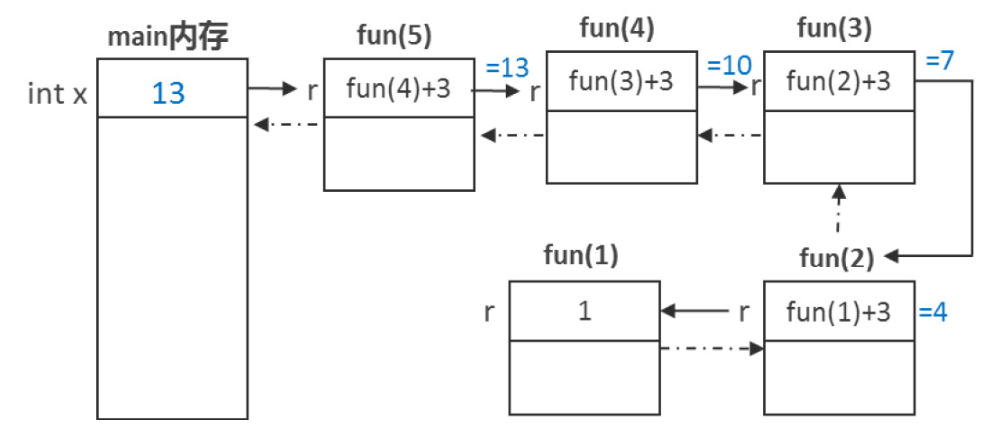 main内存 fun(5) fun(4) fun(3)
int x 13 r fun(4)+3 =13 r fun(3)+3 =10 r fun(2)+3 =7
fun(1) fun(2)
r 1 r fun(1)+3 =4